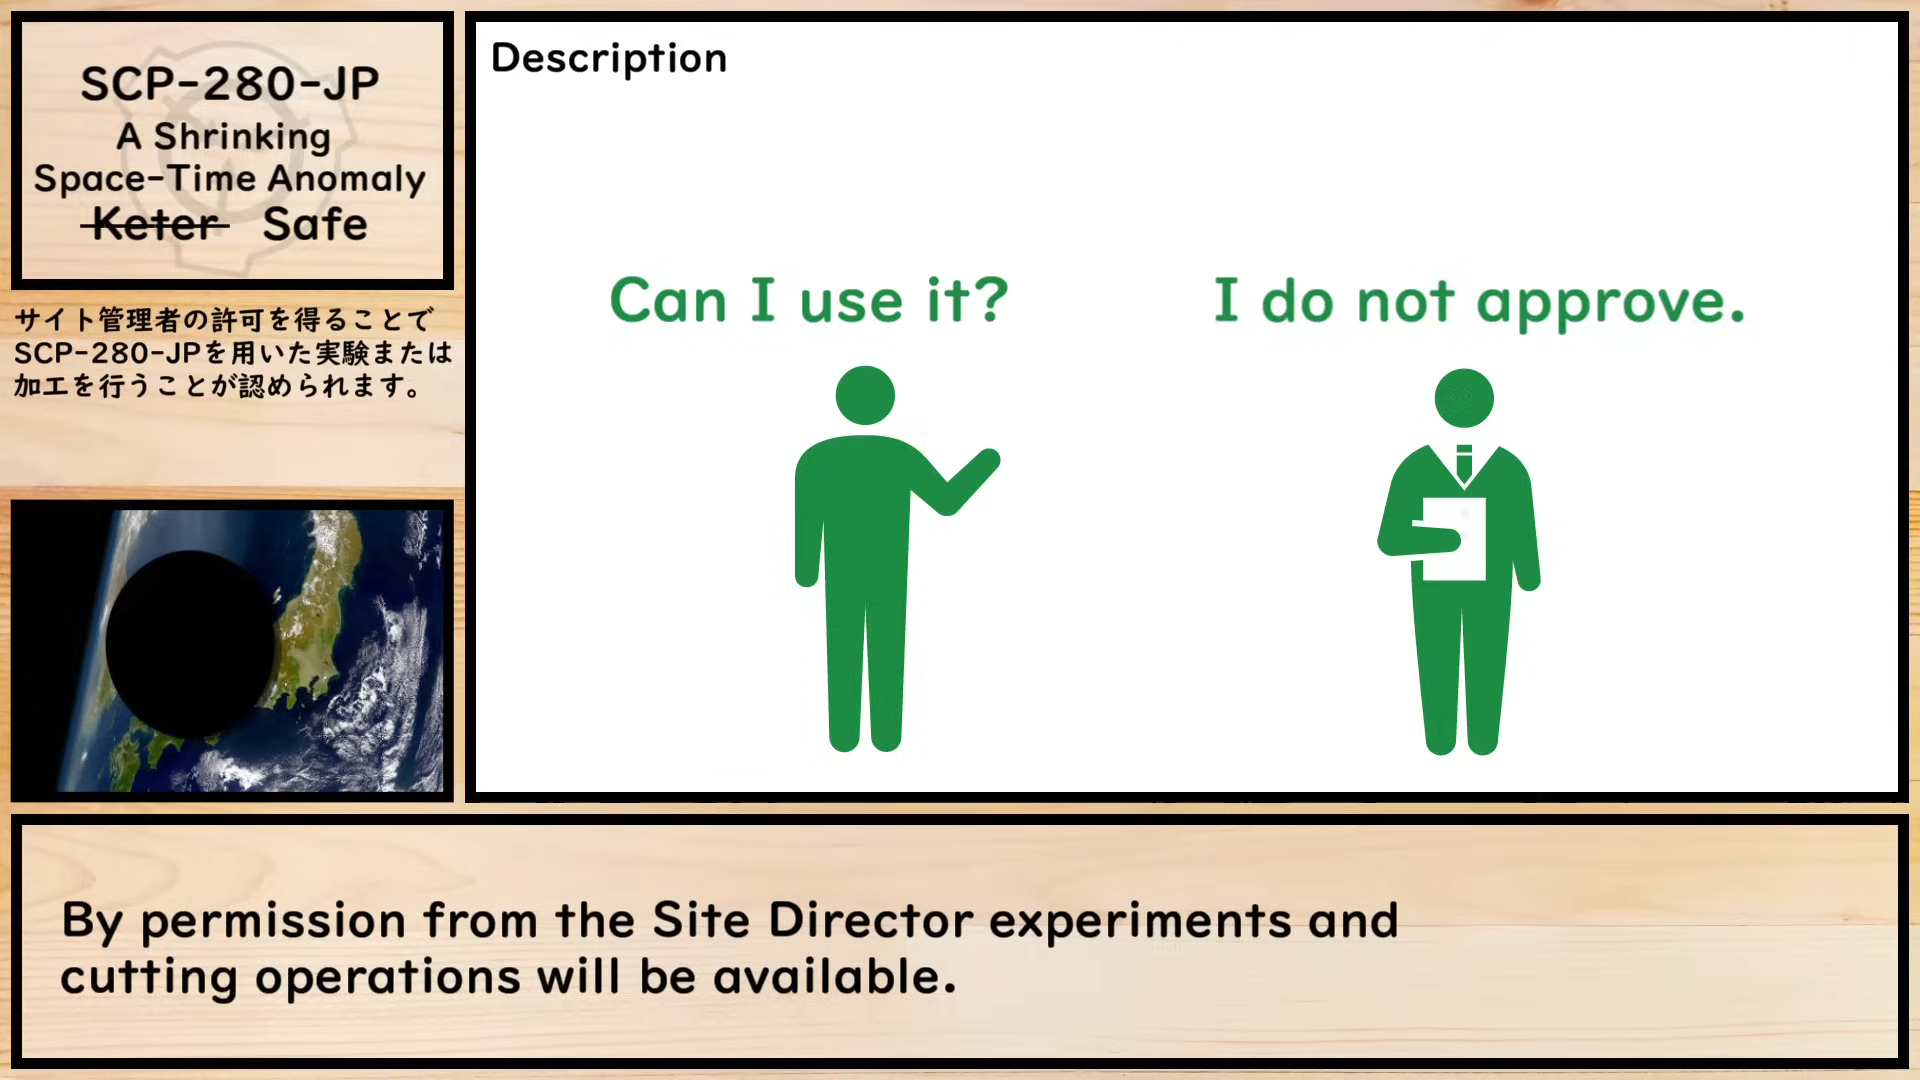 SCP-280-JP
A Shrinking
Space-Time Anomaly
Keter Safe
サイト管理者の許可を得ることで
SCP-280-JPを用いた実験または
加工を行うことが認められます。
Description
Can I use it?
I do not approve.
By permission from the Site Director experiments and
cutting operations will be available.